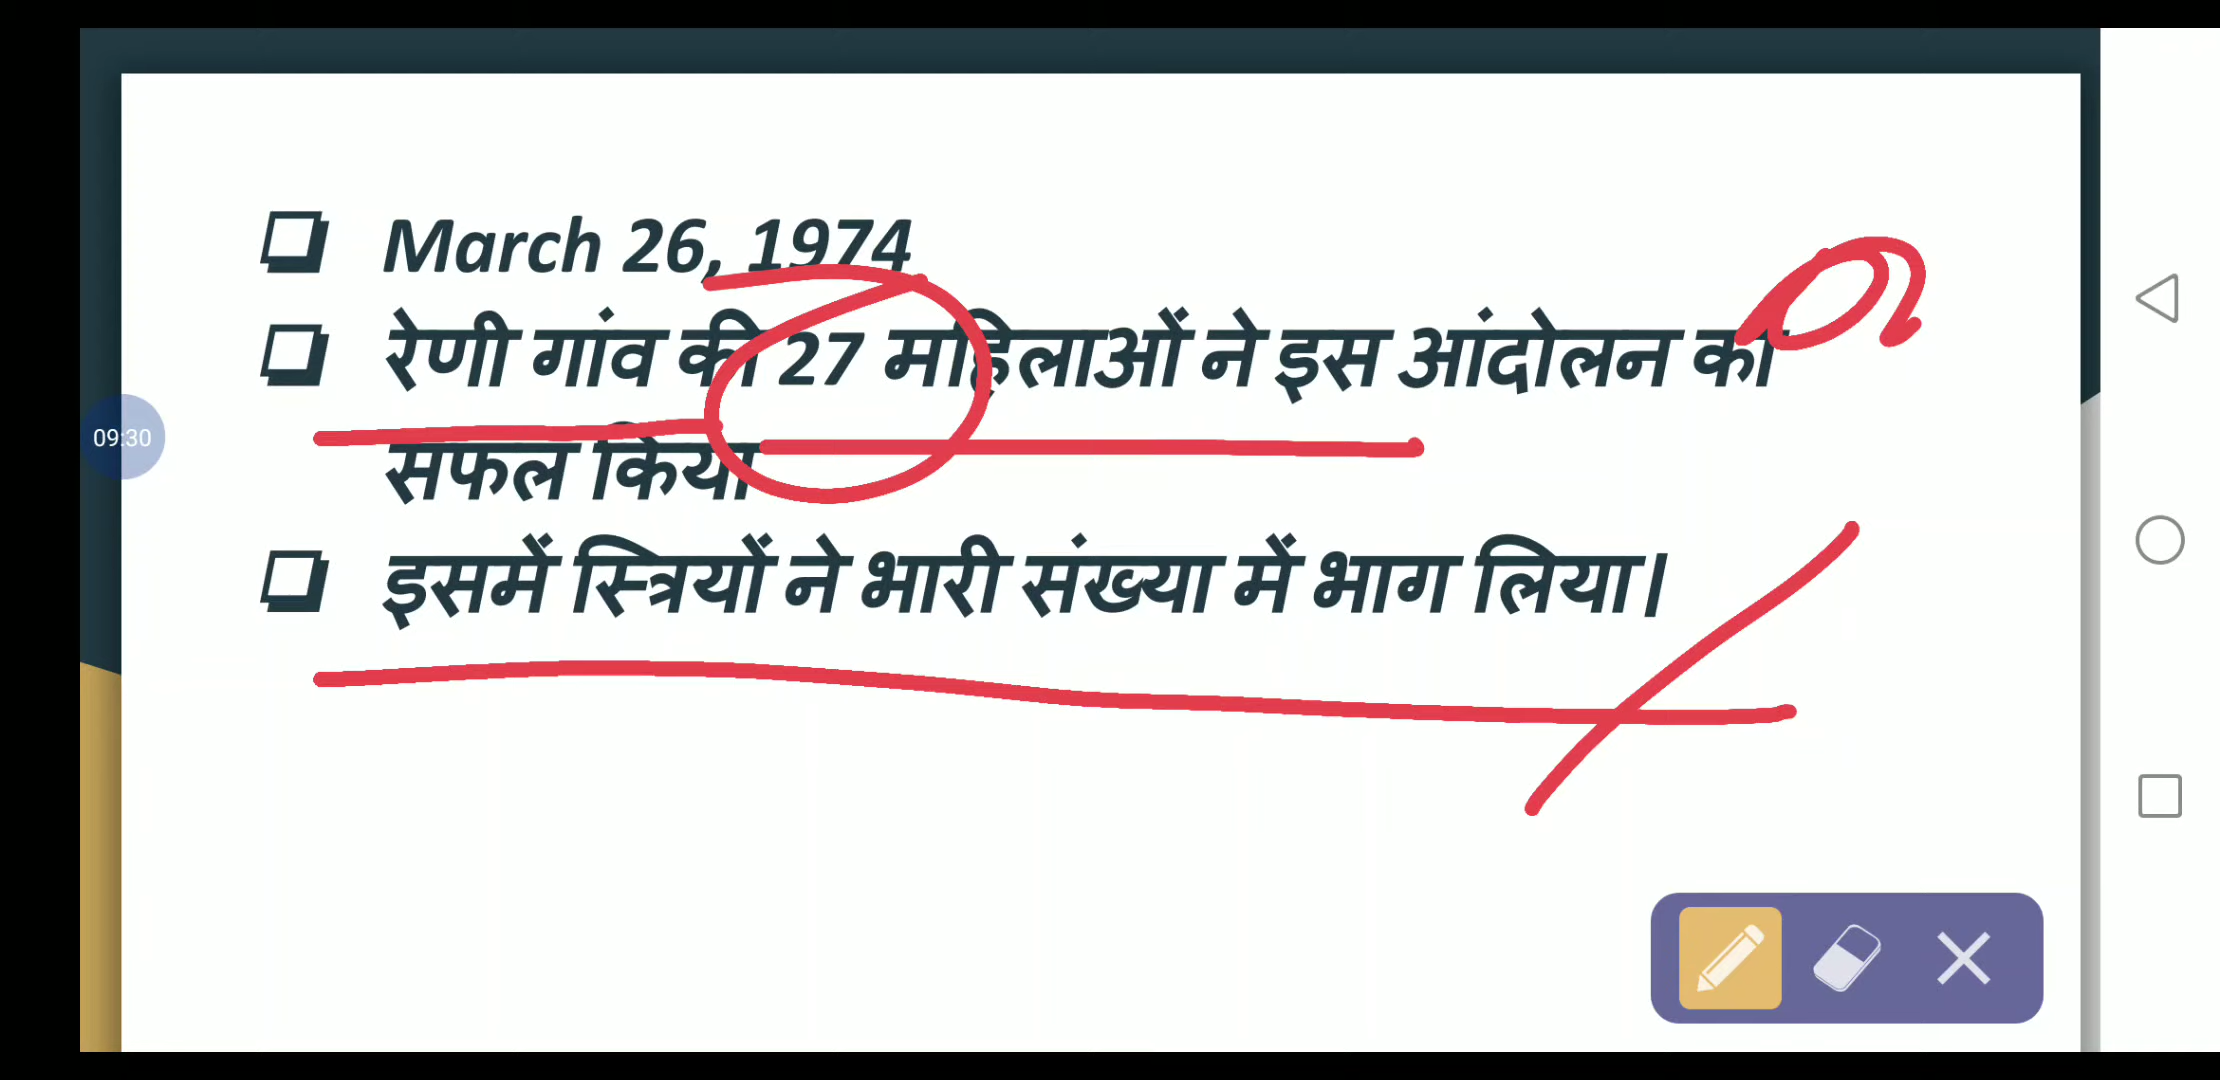 March 26, 1974
रेणी गांव की 27 महिलाओं ने इस आंदोलन का
सफल किया
इसमें स्त्रियों ने भारी संख्या में भाग लिया।
09:30